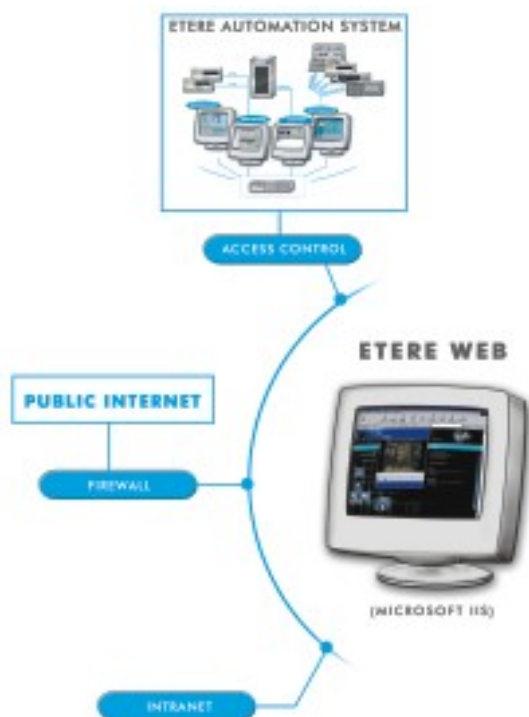 ETERE AUTOMATION SYSTEM
ACCESS CONTROL
ETERE WEB
PUBLIC INTERNET
FIREWALL
(MICROSOFT IIS)
INTRANET